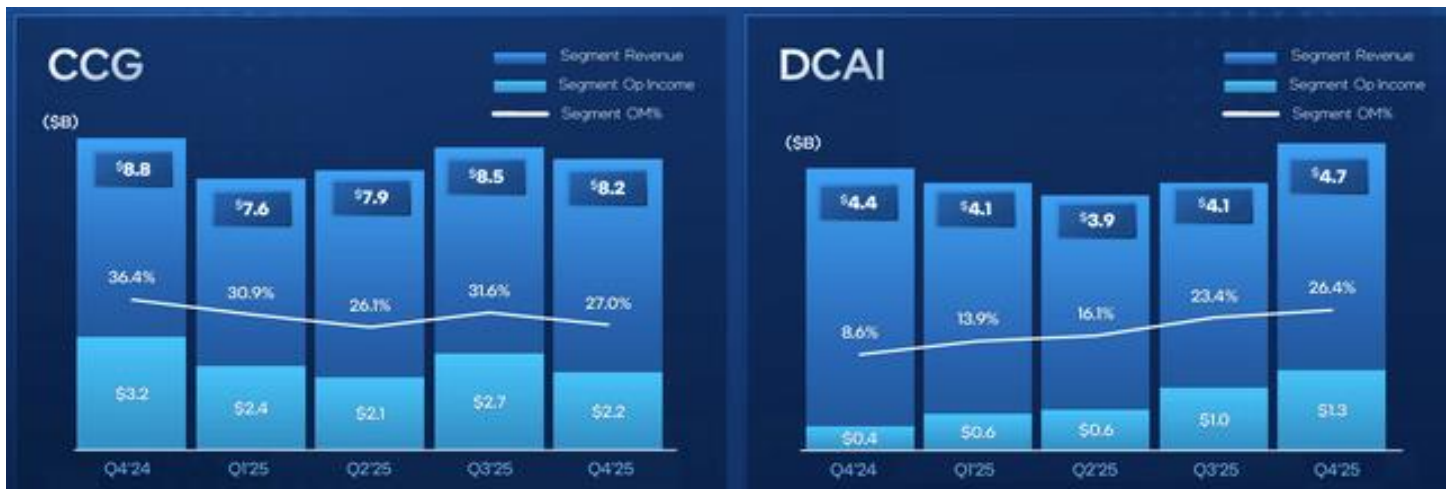 CCG
Segment Revenue
Segment Op Income
Segment OM%
($B)
$8.8
$7.6
$7.9
$8.5
$8.2
36.4%
30.9%
26.1%
31.6%
27.0%
$3.2
$2.4
$2.1
$2.7
$2.2
Q4'24
Q1'25
Q2'25
Q3'25
Q4'25
DCAI
Segment Revenue
Segment Op Income
Segment OM%
($B)
$4.4
$4.1
$3.9
$4.1
$4.7
8.6%
13.9%
16.1%
23.4%
26.4%
$0.4
$0.6
$0.6
$1.0
$1.3
Q4'24
Q1'25
Q2'25
Q3'25
Q4'25